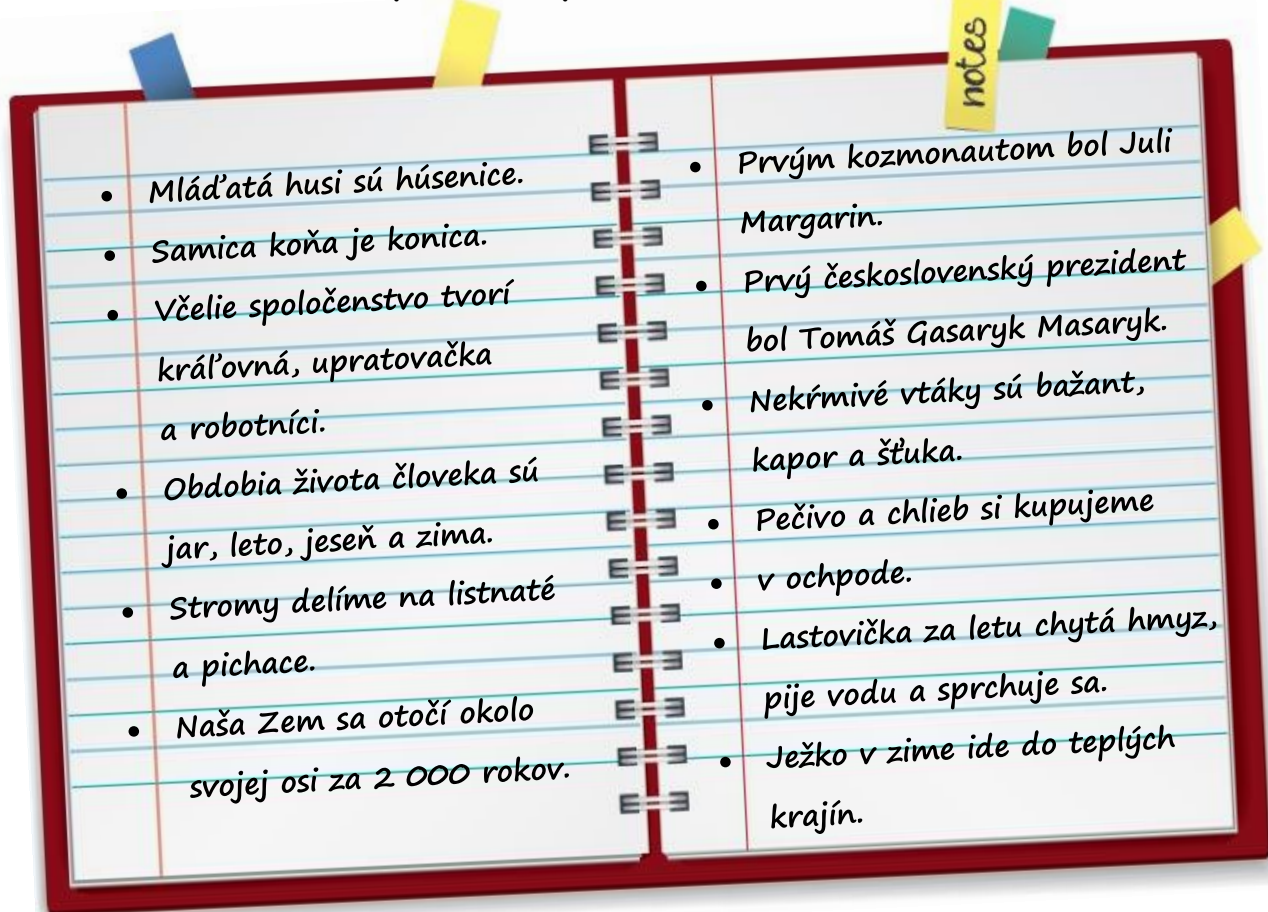 notes
• Mláďatá husi sú húsenice.
• Samica koňa je konica.
• Včelie spoločenstvo tvorí
kráľovná, upratovačka
a robotníci.
• Obdobia života človeka sú
jar, leto, jeseň a zima.
• Stromy delíme na listnaté
a pichace.
• Naša Zem sa otočí okolo
svojej osi za 2 000 rokov.
• Prvým kozmonautom bol Juli
Margarin.
• Prvý československý prezident
bol Tomáš Gasaryk Masaryk.
• Nekŕmivé vtáky sú bažant,
kapor a šťuka.
• Pečivo a chlieb si kupujeme
• v ochpode.
• Lastovička za letu chytá hmyz,
pije vodu a sprchuje sa.
• Ježko v zime ide do teplých
krajín.